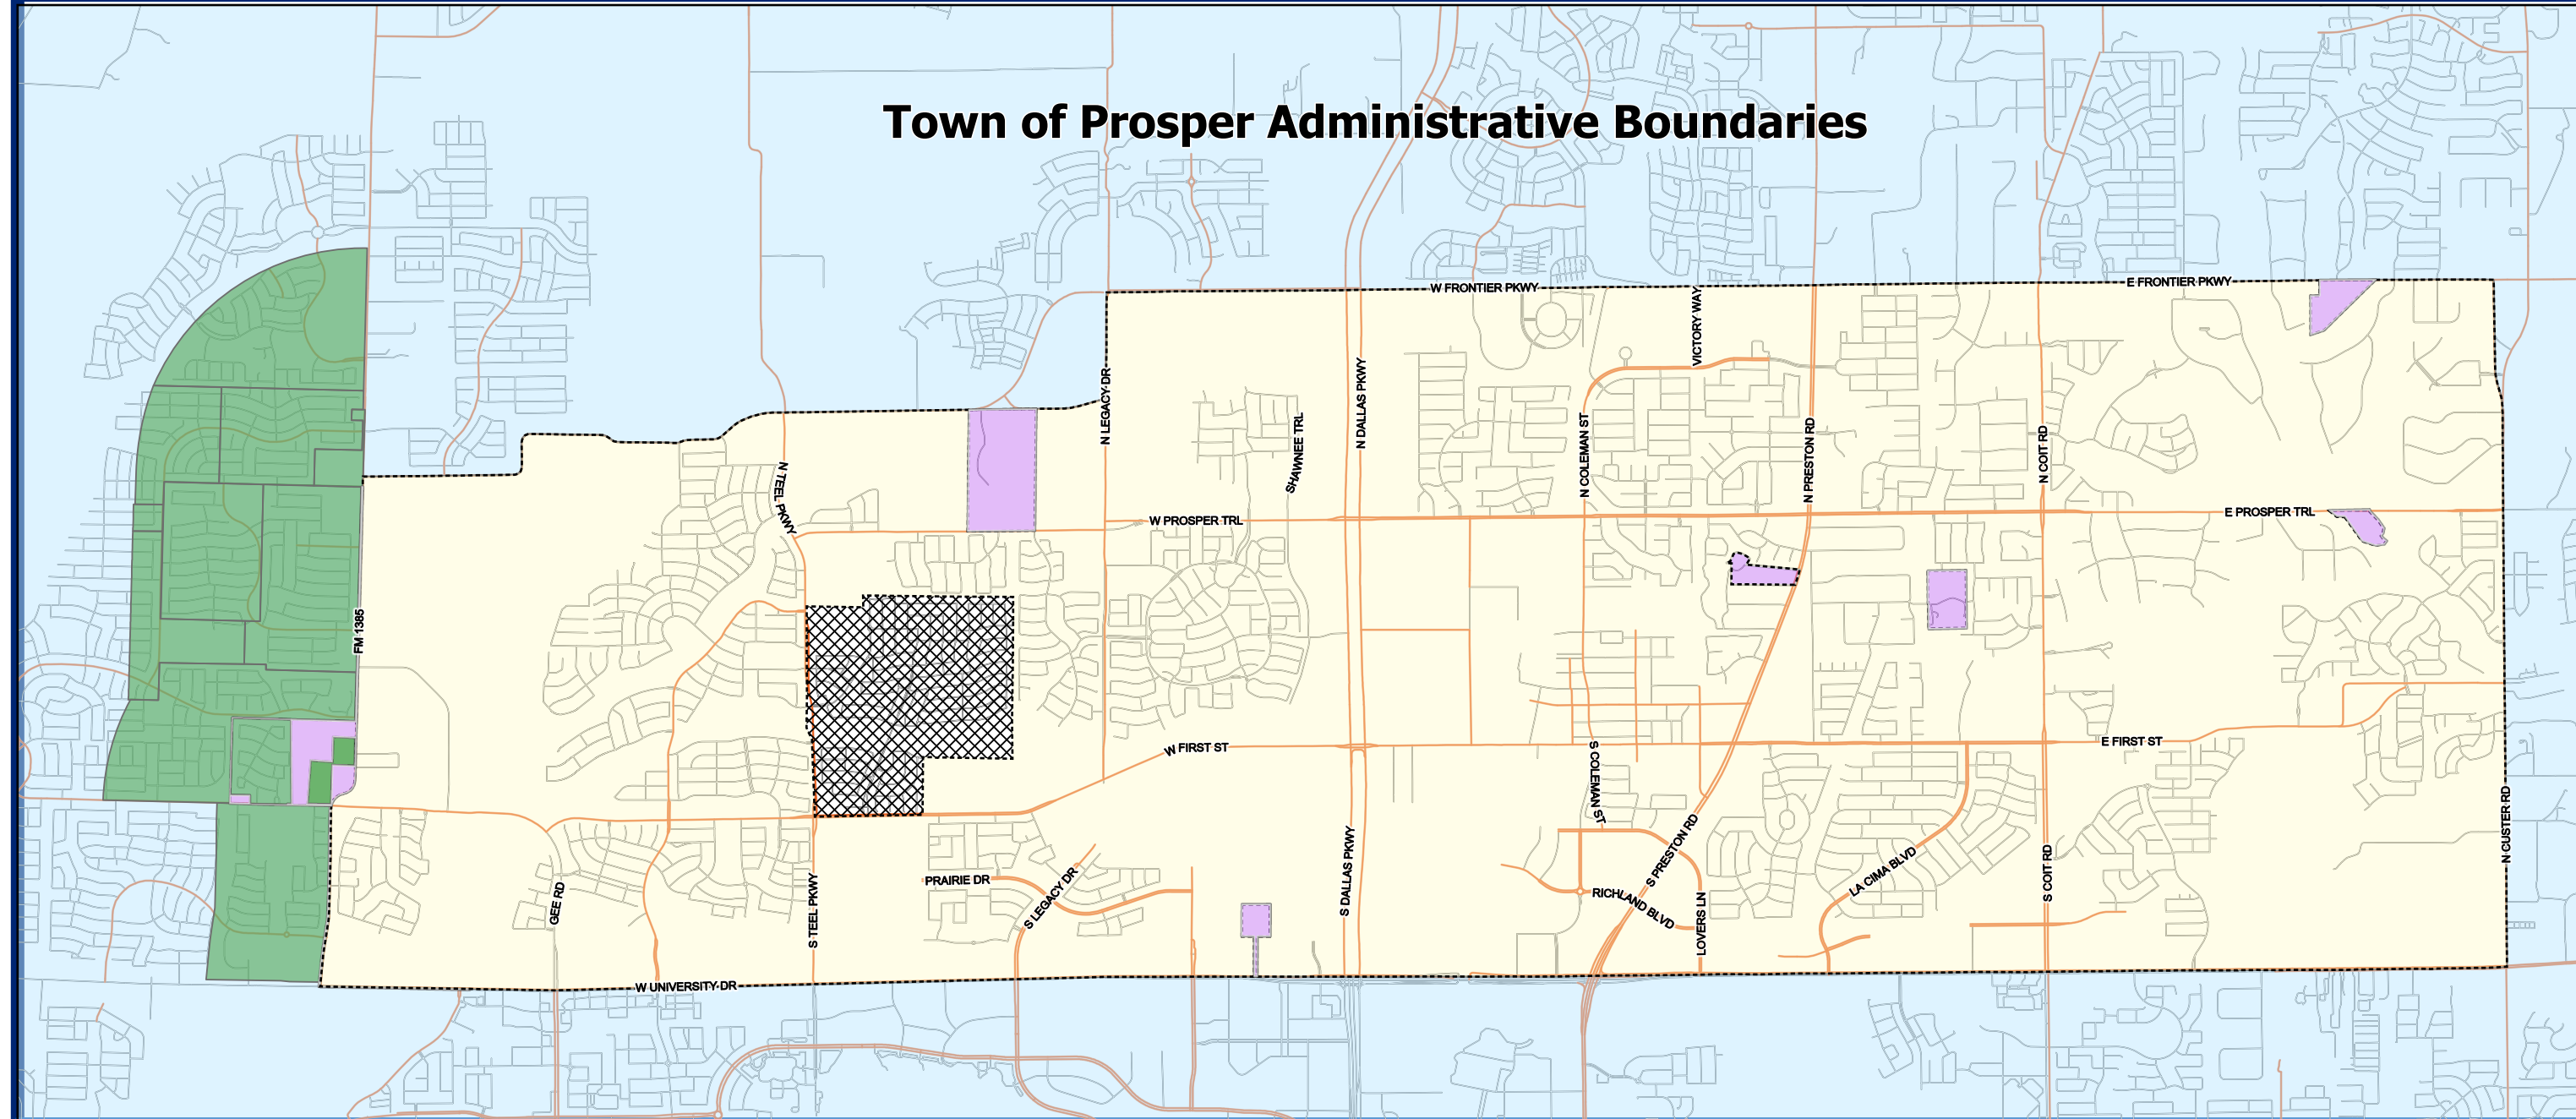 Town of Prosper Administrative Boundaries
W FRONTIER PKWY
E FRONTIER PKWY
VICTORY WAY
N LEGACY DR
N DALLAS PKWY
SHAWNEE TRL
N COLEMAN ST
N PRESTON RD
N COIT RD
N TEEL PKWY
W PROSPER TRL
E PROSPER TRL
FM 1385
W FIRST ST
E FIRST ST
S COLEMAN ST
S PRESTON RD
S DALLAS PKWY
N CUSTER RD
LA CIMA BLVD
S COIT RD
PRAIRIE DR
S LEGACY DR
GEE RD
S TEEL PKWY
RICHLAND BLVD
LOVERS LN
W UNIVERSITY DR